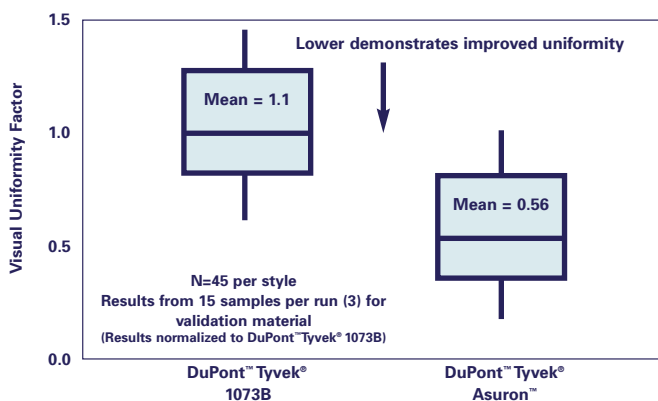 Visual Uniformity Factor
1.5
1.0
0.5
0.0
Lower demonstrates improved uniformity
Mean = 1.1
Mean = 0.56
N=45 per style
Results from 15 samples per run (3) for
validation material
(Results normalized to DuPont™Tyvek® 1073B)
DuPont™ Tyvek®
1073B
DuPont™ Tyvek®
Asuron™